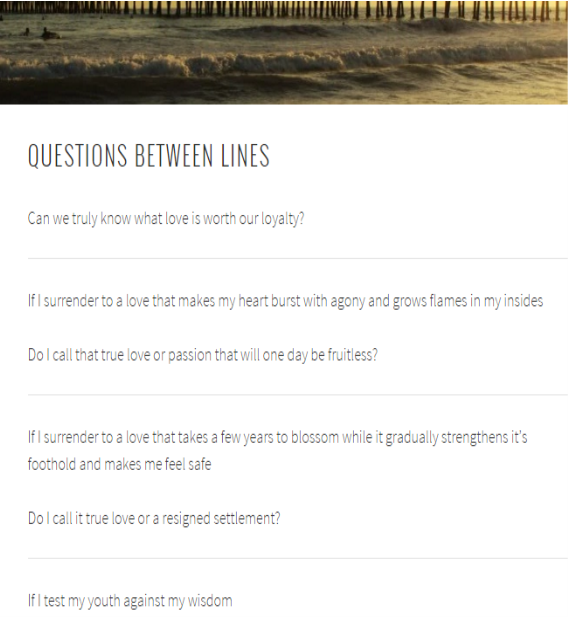 QUESTIONS BETWEEN LINES
Can we truly know what love is worth our loyalty?
If I surrender to a love that makes my heart burst with agony and grows flames in my insides
Do I call that true love or passion that will one day be fruitless?
If I surrender to a love that takes a few years to blossom while it gradually strengthens it's
foothold and makes me feel safe
Do I call it true love or a resigned settlement?
If I test my youth against my wisdom